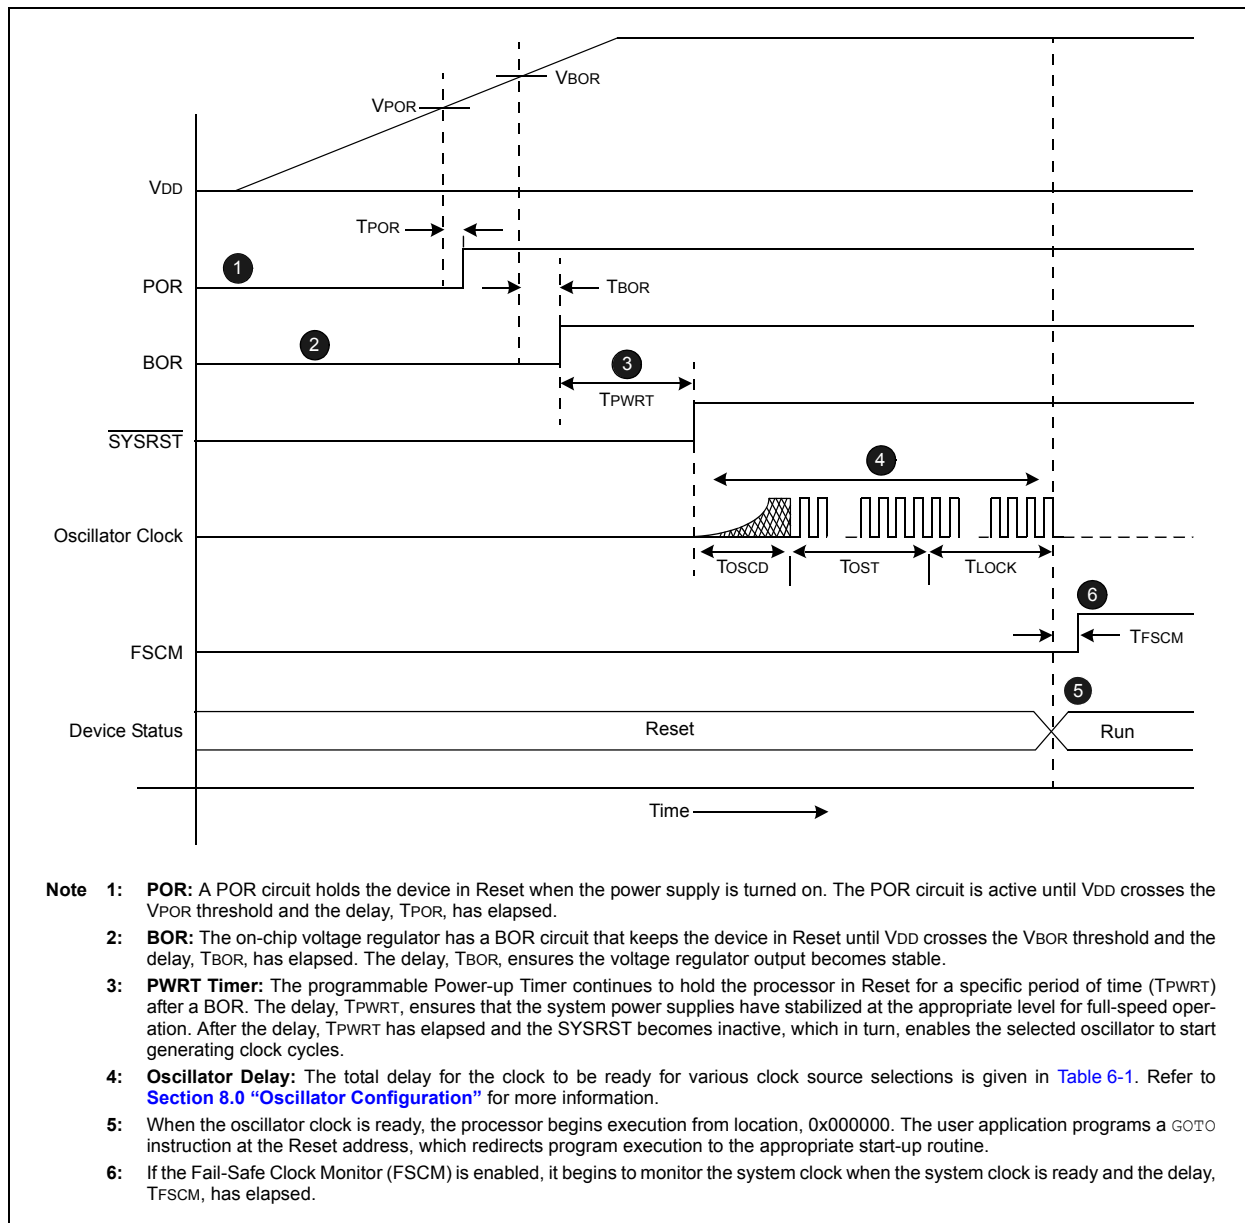 VBOR
VPOR
VDD
TPOR
1
POR
TBOR
2
BOR
3
TPWRT
SYSRST
4
Oscillator Clock
TOSCD
TOST
TLOCK
6
TFSCM
FSCM
5
Device Status
Reset
Run
Time
Note 1: POR: A POR circuit holds the device in Reset when the power supply is turned on. The POR circuit is active until VDD crosses the
VPOR threshold and the delay, TPOR, has elapsed.
2: BOR: The on-chip voltage regulator has a BOR circuit that keeps the device in Reset until VDD crosses the VBOR threshold and the
delay, TBOR, has elapsed. The delay, TBOR, ensures the voltage regulator output becomes stable.
3: PWRT Timer: The programmable Power-up Timer continues to hold the processor in Reset for a specific period of time (TPWRT)
after a BOR. The delay, TPWRT, ensures that the system power supplies have stabilized at the appropriate level for full-speed oper-
ation. After the delay, TPWRT has elapsed and the SYSRST becomes inactive, which in turn, enables the selected oscillator to start
generating clock cycles.
4: Oscillator Delay: The total delay for the clock to be ready for various clock source selections is given in Table 6-1. Refer to
Section 8.0 “Oscillator Configuration” for more information.
5: When the oscillator clock is ready, the processor begins execution from location, 0x000000. The user application programs a GOTO
instruction at the Reset address, which redirects program execution to the appropriate start-up routine.
6: If the Fail-Safe Clock Monitor (FSCM) is enabled, it begins to monitor the system clock when the system clock is ready and the delay,
TFSCM, has elapsed.